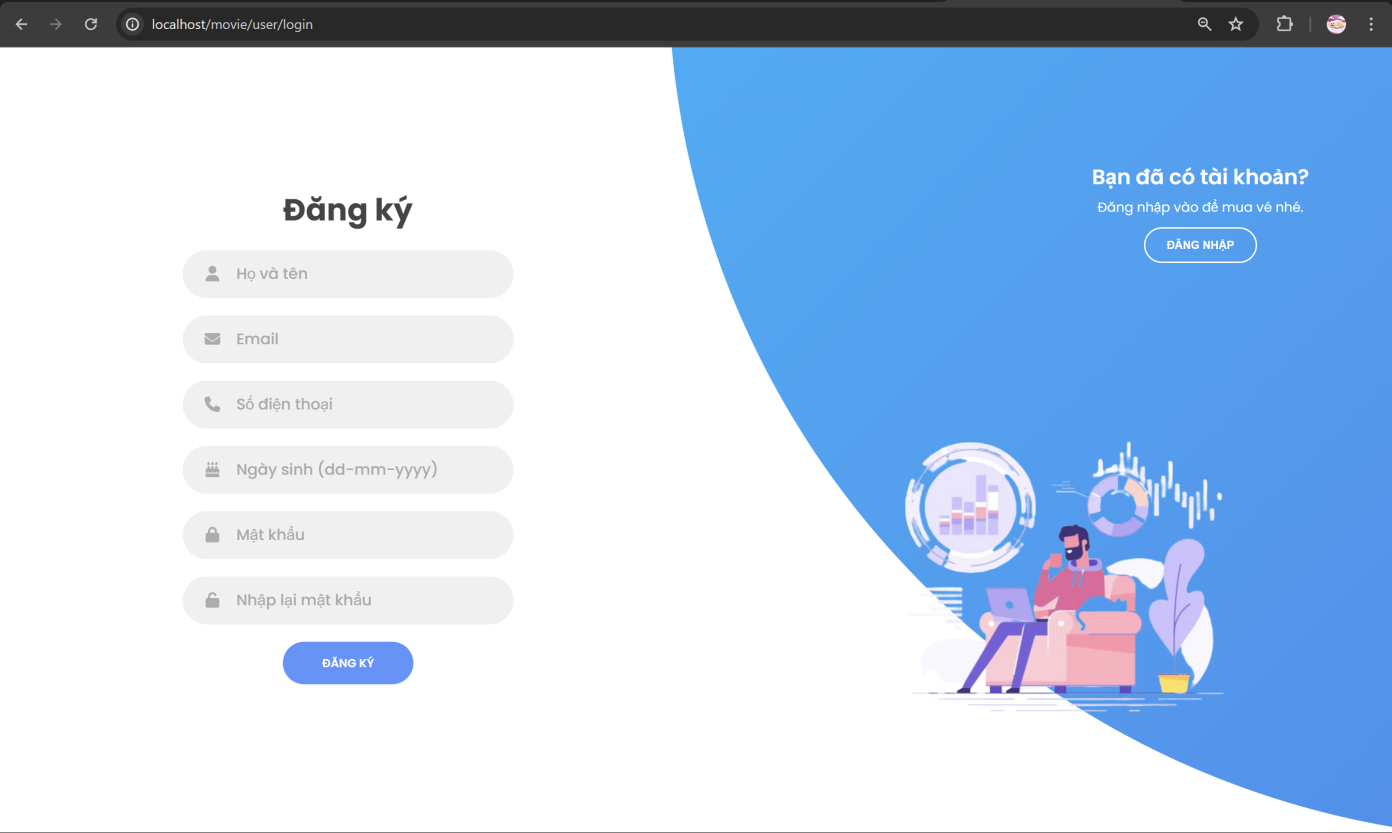 localhost/movie/user/login
Đăng ký
Họ và tên
Email
Số điện thoại
Ngày sinh (dd-mm-yyyy)
Mật khẩu
Nhập lại mật khẩu
ĐĂNG KÝ
Bạn đã có tài khoản?
Đăng nhập vào để mua vé nhé.
ĐĂNG NHẬP